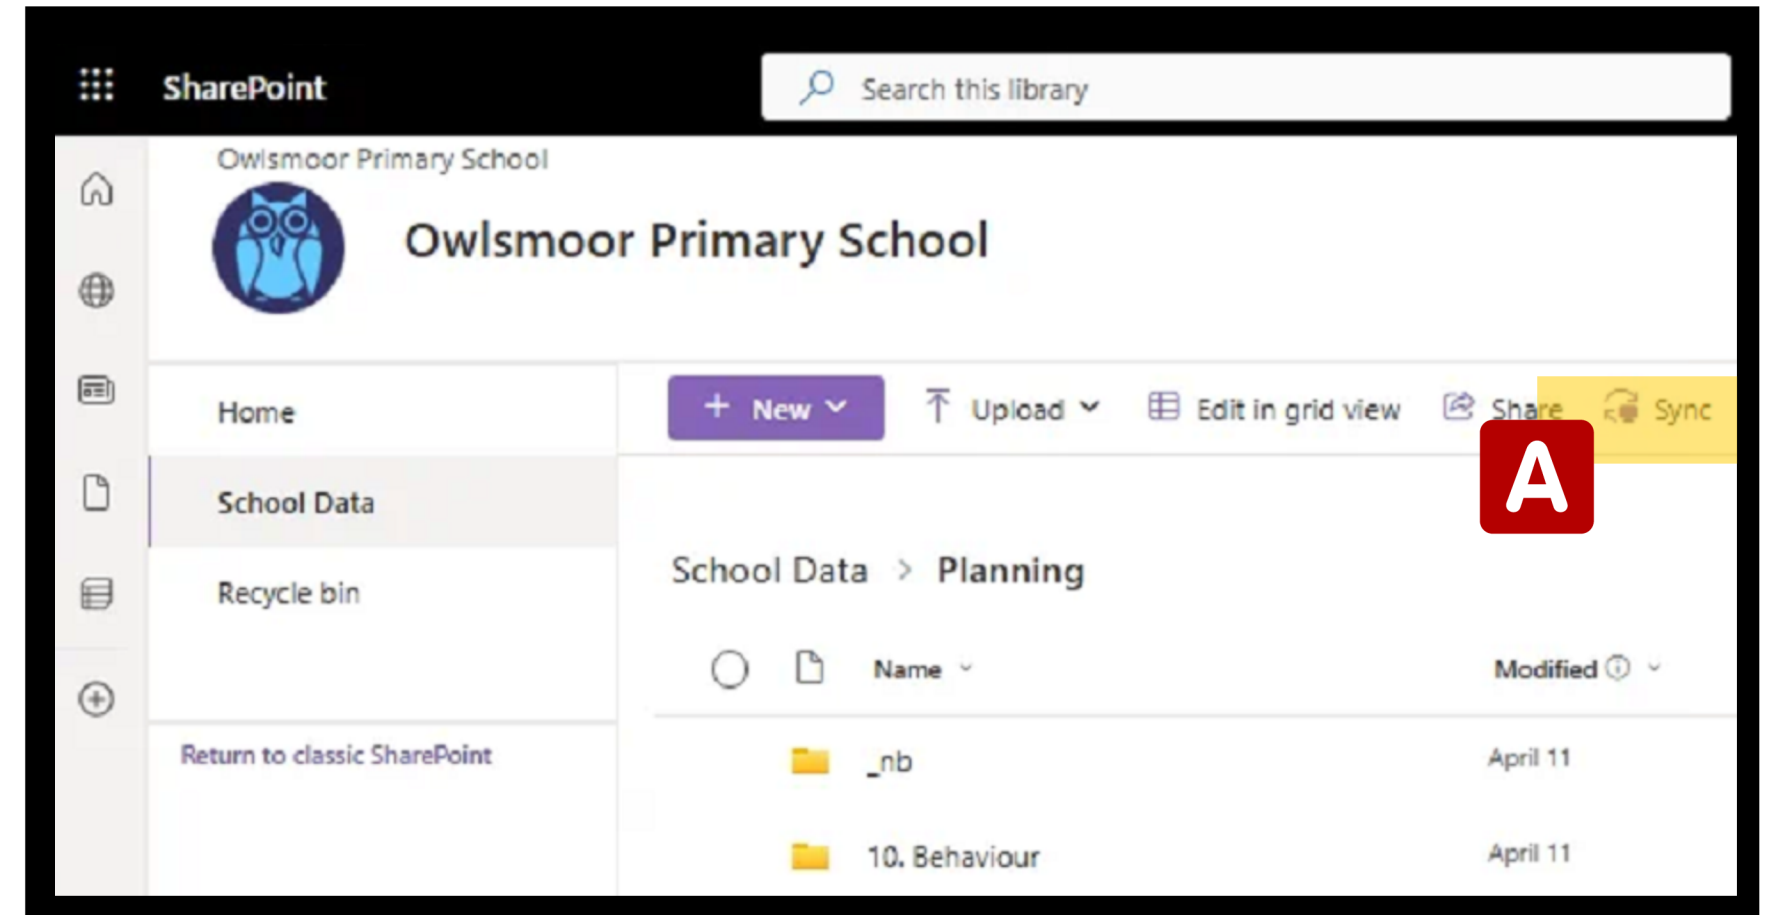 SharePoint Search this library
Owlsmoor Primary School
Owlsmoor Primary School
Home
School Data
Recycle bin
Return to classic SharePoint
+ New Upload Edit in grid view Share Sync
A
School Data > Planning
Name Modified
_nb April 11
10. Behaviour April 11